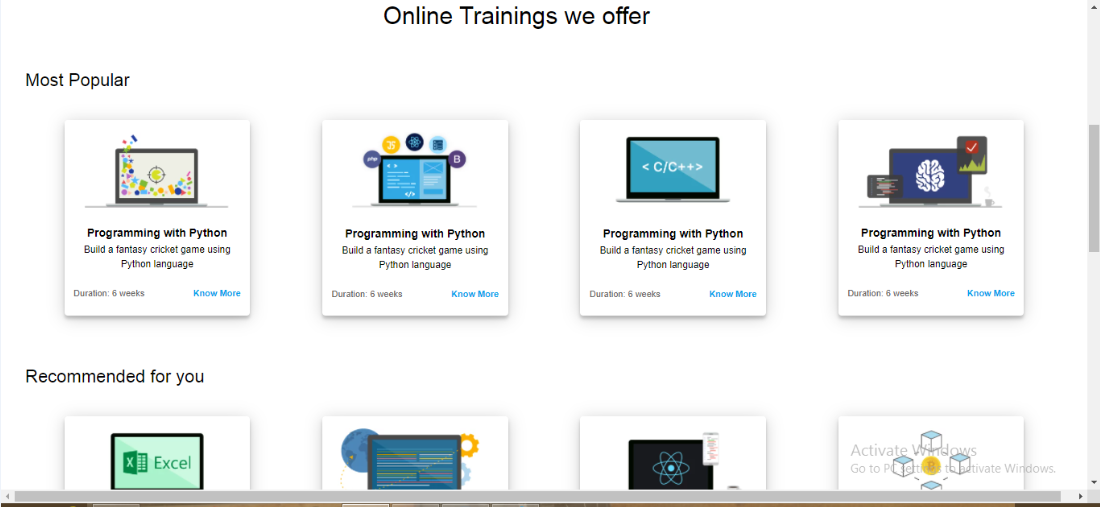 Online Trainings we offer
Most Popular
php
JS
B
< C/C++>
Programming with Python
Build a fantasy cricket game using
Python language
Duration: 6 weeks
Know More
Programming with Python
Build a fantasy cricket game using
Python language
Duration: 6 weeks
Know More
Programming with Python
Build a fantasy cricket game using
Python language
Duration: 6 weeks
Know More
Programming with Python
Build a fantasy cricket game using
Python language
Duration: 6 weeks
Know More
Recommended for you
X Excel
Activate Windows
Go to PC settings to activate Windows.